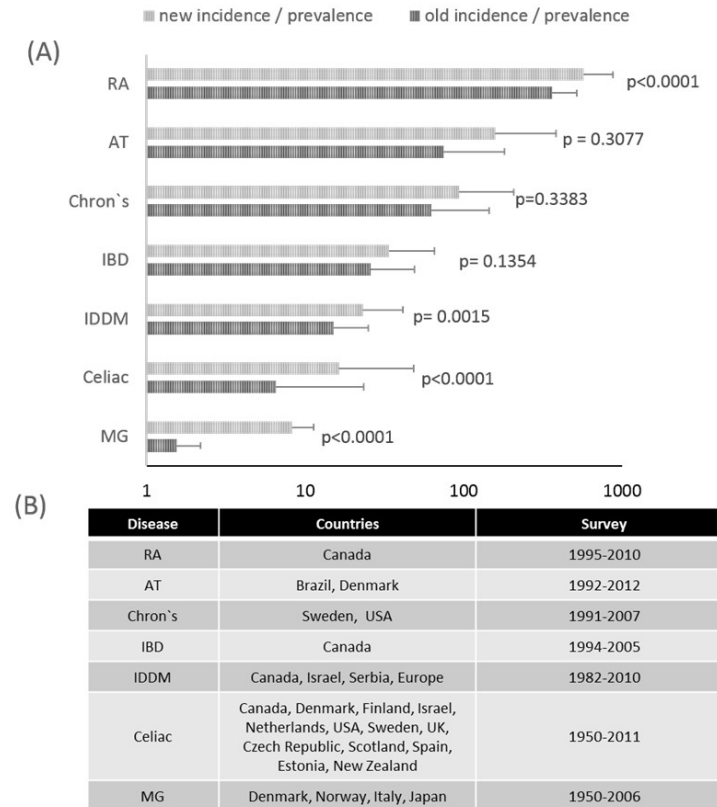 new incidence / prevalence old incidence / prevalence
(A)
RA p<0.0001
AT p = 0.3077
Chron`s p=0.3383
IBD p= 0.1354
IDDM p= 0.0015
Celiac p<0.0001
MG p<0.0001
1 10 100 1000
(B)
Disease Countries Survey
RA Canada 1995-2010
AT Brazil, Denmark 1992-2012
Chron`s Sweden, USA 1991-2007
IBD Canada 1994-2005
IDDM Canada, Israel, Serbia, Europe 1982-2010
Celiac Canada, Denmark, Finland, Israel,
Netherlands, USA, Sweden, UK,
Czech Republic, Scotland, Spain,
Estonia, New Zealand 1950-2011
MG Denmark, Norway, Italy, Japan 1950-2006